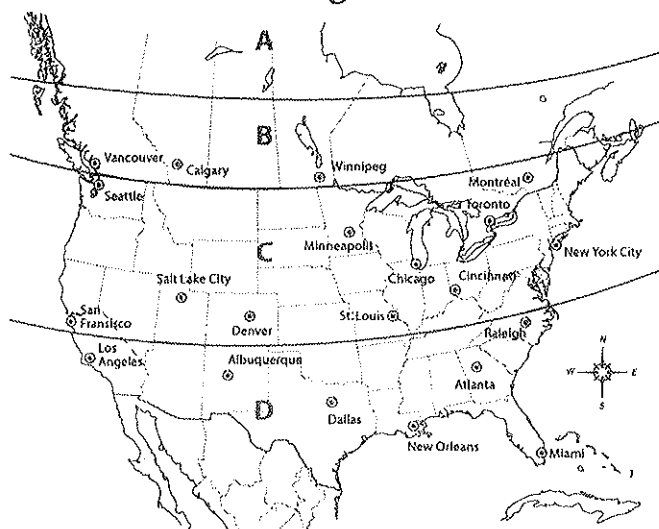 A
B
Vancouver
Calgary
Winnipeg
Montréal
Seattle
Toronto
Minneapolis
New York City
C
Salt Lake City
Chicago
Cincinnati
San
Fransisco
Denver
St. Louis
Raleigh
Los
Angeles
Albuquerqun
Atlanta
N
W
E
S
D
Dallas
New Orleans
Miami